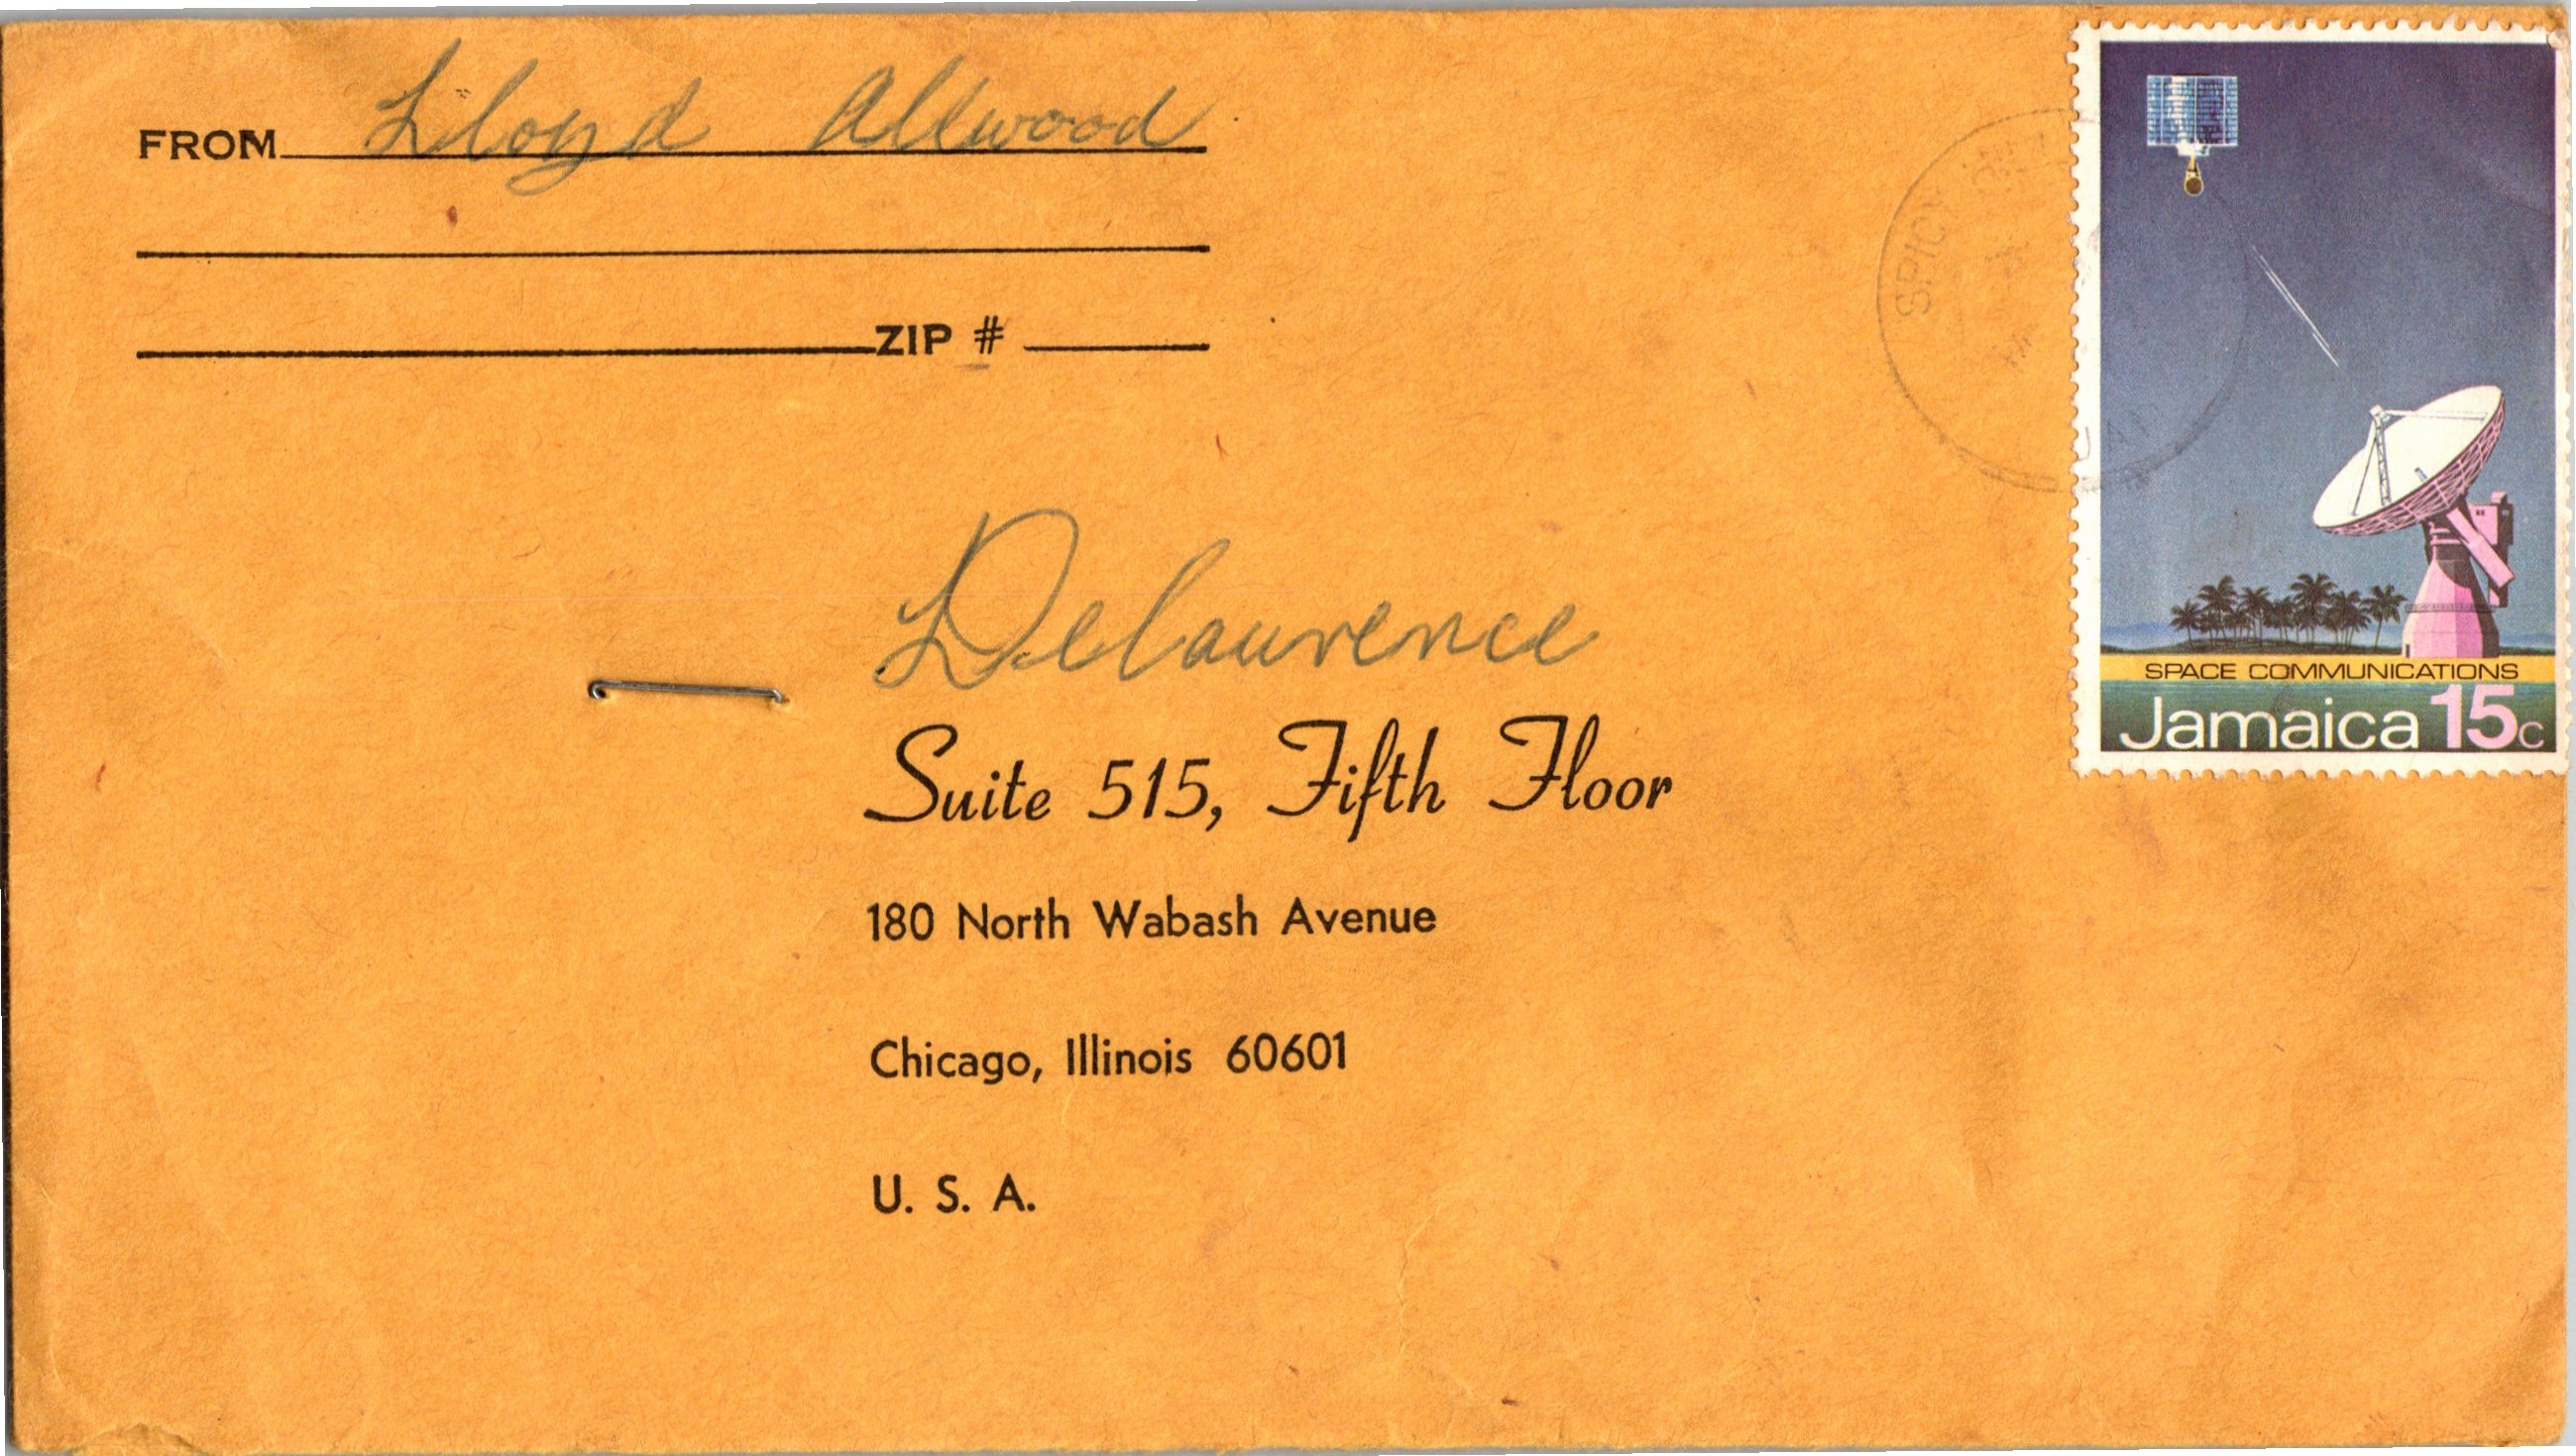 FROM Lloyd Allwood
ZIP #
Delaurence
Suite 515, Fifth Floor
180 North Wabash Avenue
Chicago, Illinois 60601
U. S. A.
SPACE COMMUNICATIONS
Jamaica 15c